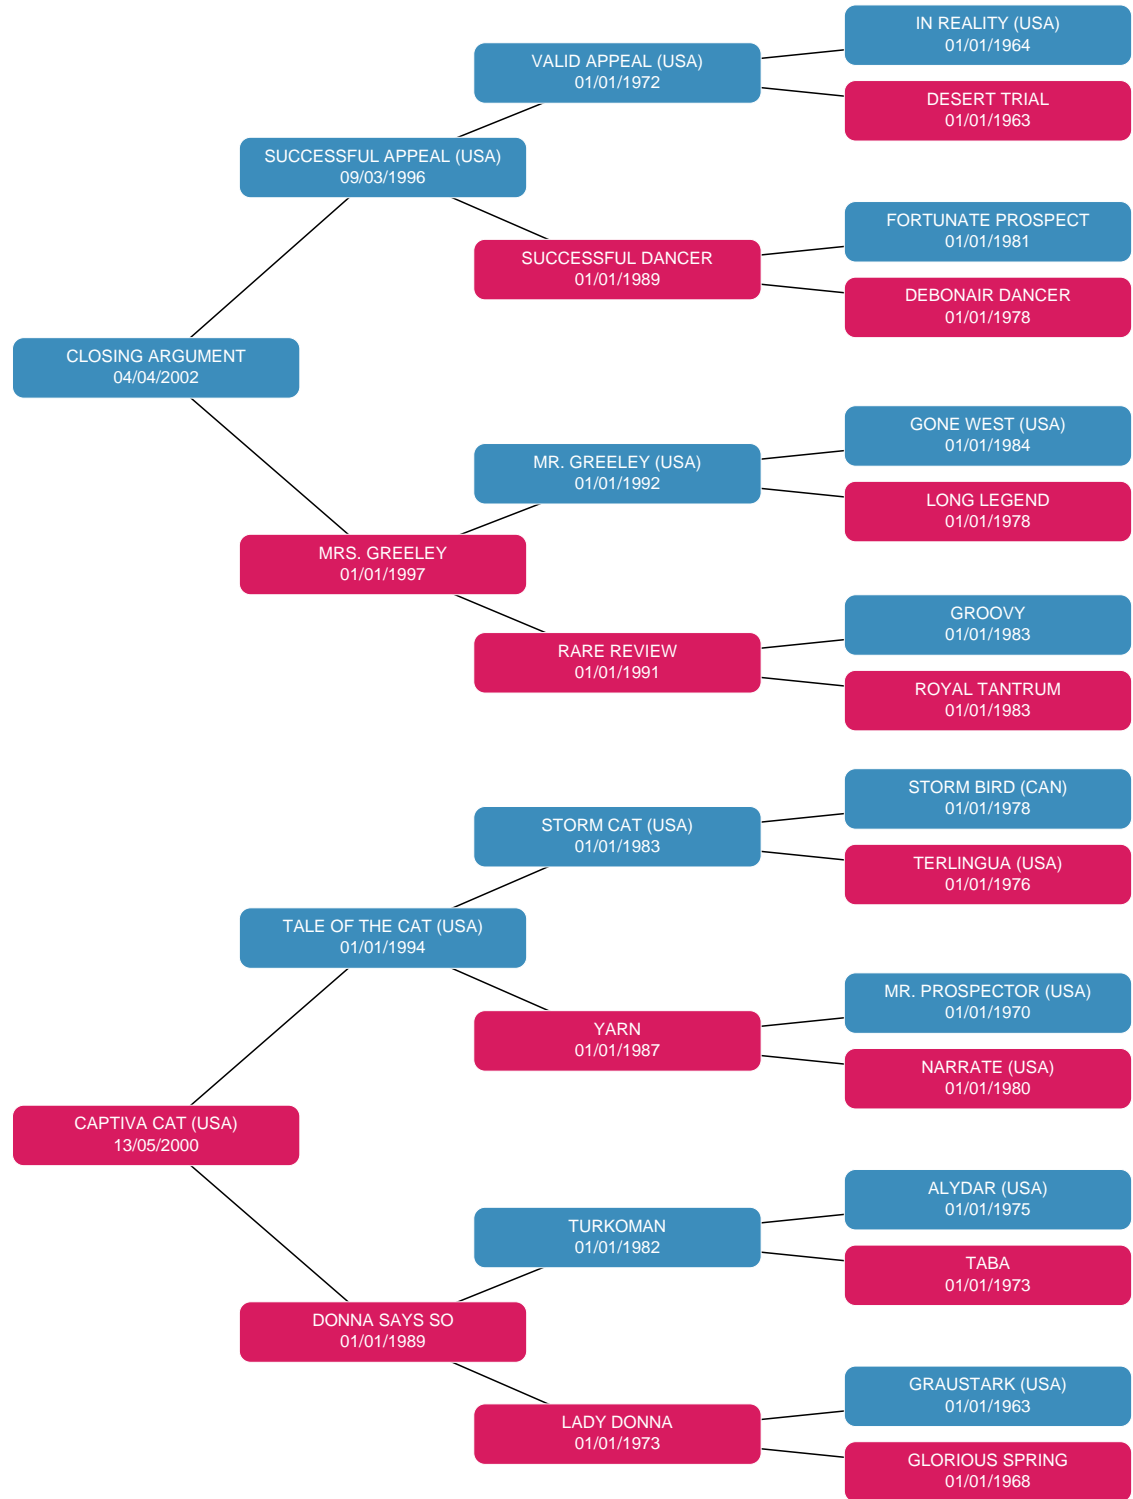 IN REALITY (USA)
01/01/1964
VALID APPEAL (USA)
01/01/1972
DESERT TRIAL
01/01/1963
SUCCESSFUL APPEAL (USA)
09/03/1996
FORTUNATE PROSPECT
01/01/1981
SUCCESSFUL DANCER
01/01/1989
DEBONAIR DANCER
01/01/1978
CLOSING ARGUMENT
04/04/2002
GONE WEST (USA)
01/01/1984
MR. GREELEY (USA)
01/01/1992
LONG LEGEND
01/01/1978
MRS. GREELEY
01/01/1997
GROOVY
01/01/1983
RARE REVIEW
01/01/1991
ROYAL TANTRUM
01/01/1983
STORM BIRD (CAN)
01/01/1978
STORM CAT (USA)
01/01/1983
TERLINGUA (USA)
01/01/1976
TALE OF THE CAT (USA)
01/01/1994
MR. PROSPECTOR (USA)
01/01/1970
YARN
01/01/1987
NARRATE (USA)
01/01/1980
CAPTIVA CAT (USA)
13/05/2000
ALYDAR (USA)
01/01/1975
TURKOMAN
01/01/1982
TABA
01/01/1973
DONNA SAYS SO
01/01/1989
GRAUSTARK (USA)
01/01/1963
LADY DONNA
01/01/1973
GLORIOUS SPRING
01/01/1968